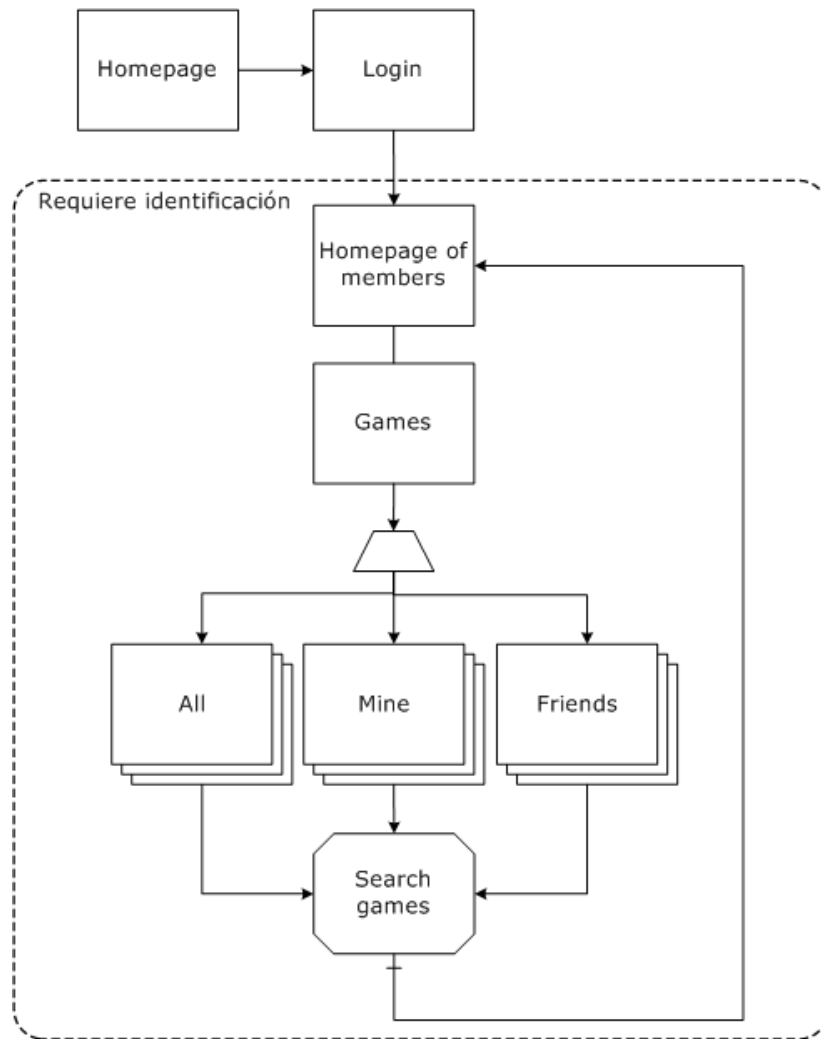 Homepage
Login
Requiere identificación
Homepage of
members
Games
All
Mine
Friends
Search
games